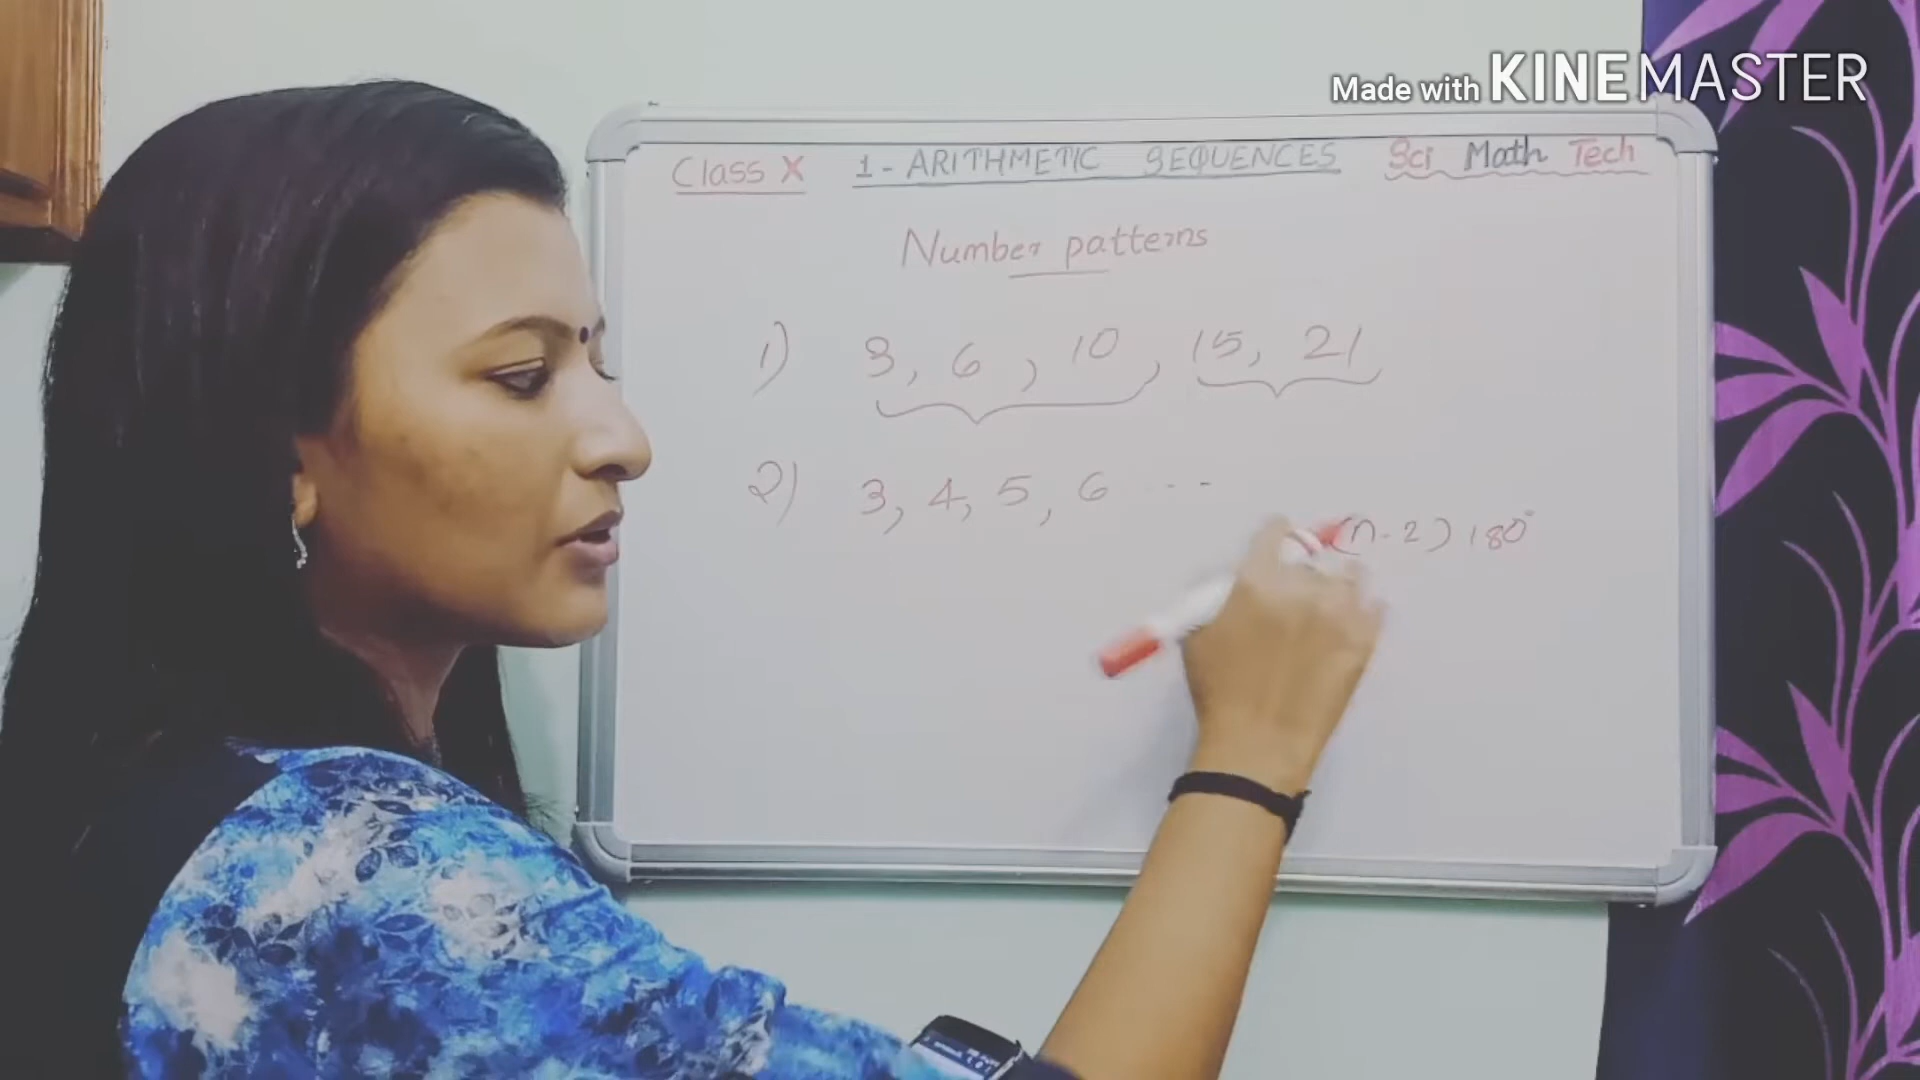 Made with KINEMASTER
Class X 1-ARITHMETIC SEQUENCES Sci Math Tech
Number patterns
1) 3, 6, 10, 15, 21
2) 3, 4, 5, 6 ..
(n-2) 180°